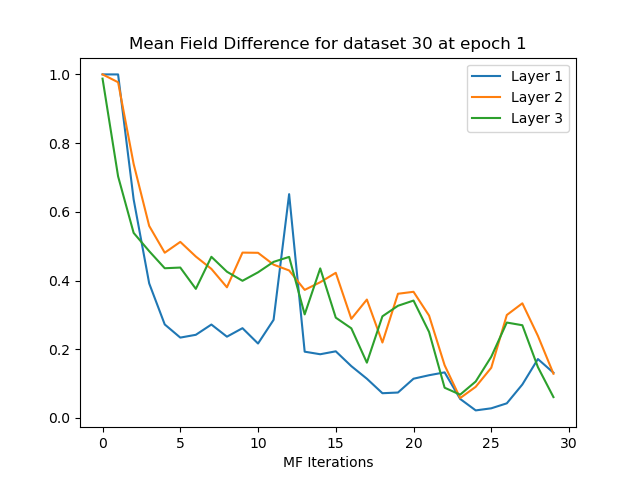 Mean Field Difference for dataset 30 at epoch 1
Layer 1
Layer 2
Layer 3
1.0
0.8
0.6
0.4
0.2
0.0
0 5 10 15 20 25 30
MF Iterations